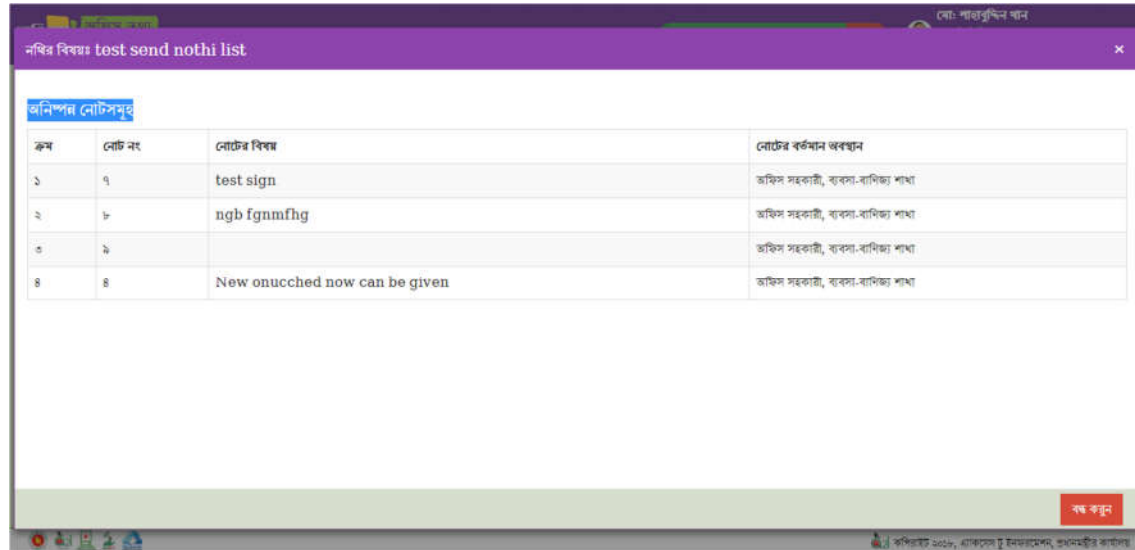 মো: শাহাবুদ্দিন খান
নথির বিষয়ঃ test send nothi list ×
অনিষ্পন্ন নোটসমূহ
ক্রম নোট নং নোটের বিষয় নোটের বর্তমান অবস্থান
১ ৭ test sign অফিস সহকারী, ব্যবসা-বাণিজ্য শাখা
২ ৮ ngb fgnmfhg অফিস সহকারী, ব্যবসা-বাণিজ্য শাখা
৩ ৯ অফিস সহকারী, ব্যবসা-বাণিজ্য শাখা
৪ ৪ New onucched now can be given অফিস সহকারী, ব্যবসা-বাণিজ্য শাখা
বন্ধ করুন
কপিরাইট ২০১৮, এ্যাকসেস টু ইনফরমেশন, প্রধানমন্ত্রীর কার্যালয়